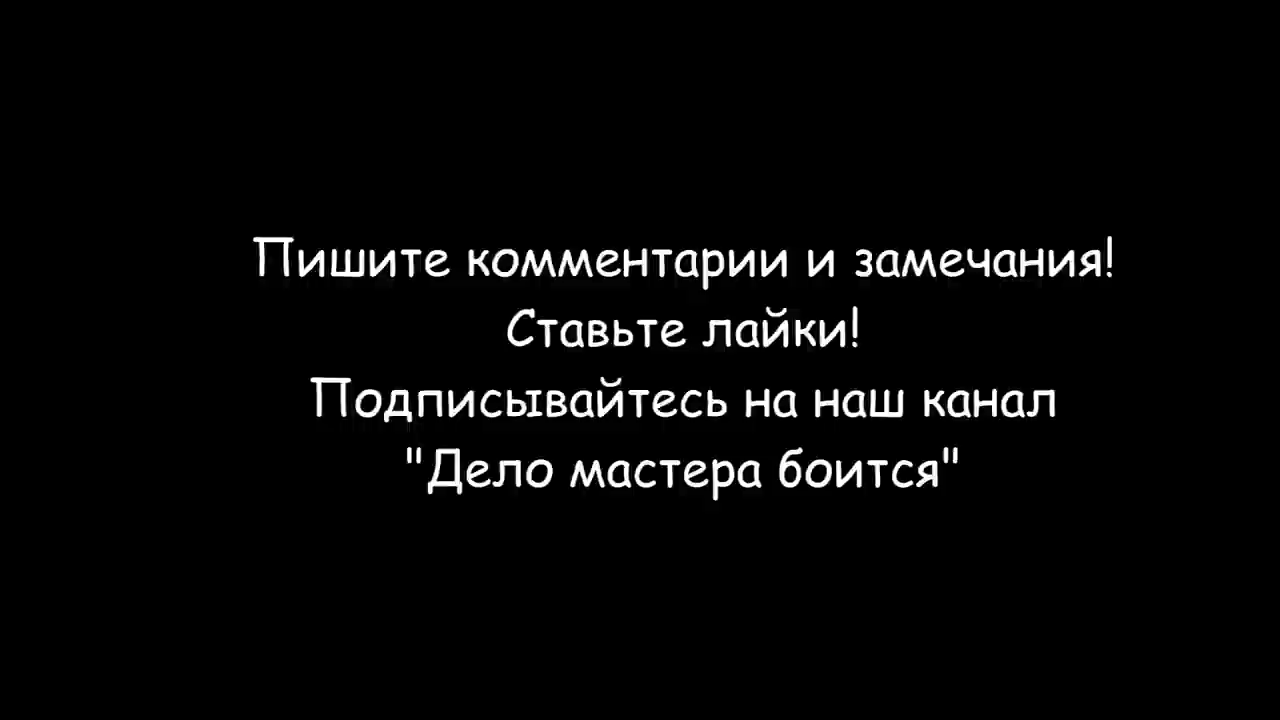 Пишите комментарии и замечания!
Ставьте лайки!
Подписывайтесь на наш канал
"Дело мастера боится"